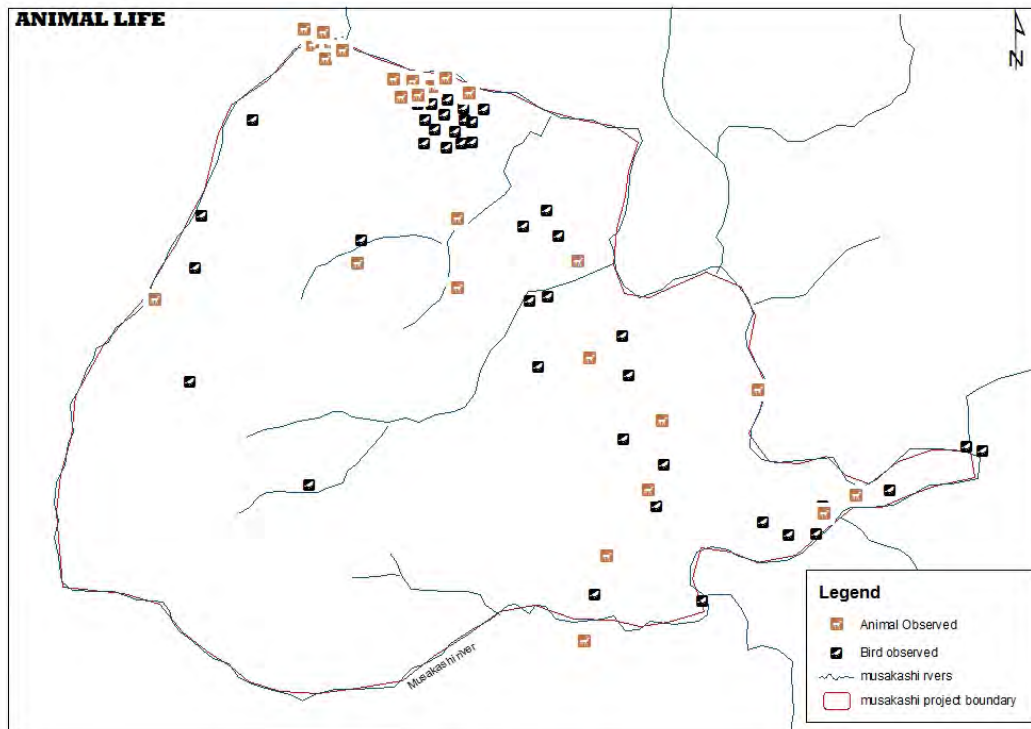 ANIMAL LIFE
N
Musakashi river
Legend
Animal Observed
Bird observed
musakashi rvers
musakashi project boundary